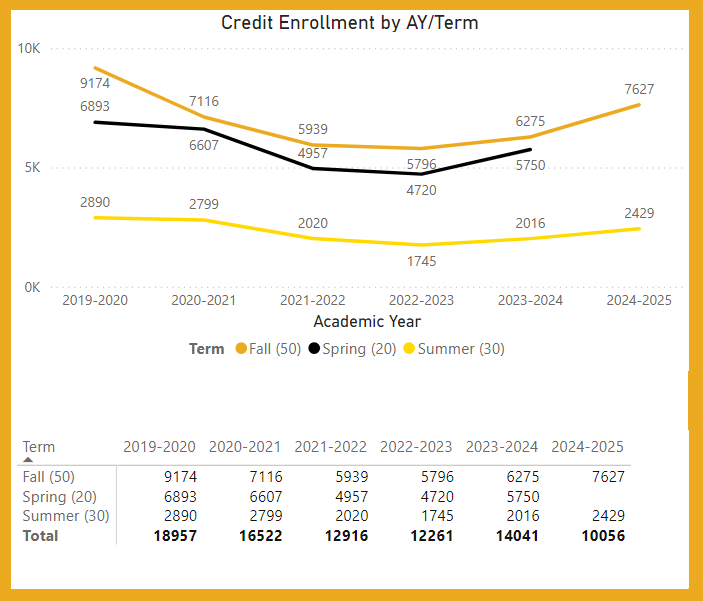 Credit Enrollment by AY/Term
10K
5K
0K
9174
7116
5939
5796
6275
7627
6893
6607
4957
4720
5750
2890
2799
2020
1745
2016
2429
2019-2020 2020-2021 2021-2022 2022-2023 2023-2024 2024-2025
Academic Year
Term Fall (50) Spring (20) Summer (30)
Term 2019-2020 2020-2021 2021-2022 2022-2023 2023-2024 2024-2025
Fall (50) 9174 7116 5939 5796 6275 7627
Spring (20) 6893 6607 4957 4720 5750
Summer (30) 2890 2799 2020 1745 2016 2429
Total 18957 16522 12916 12261 14041 10056